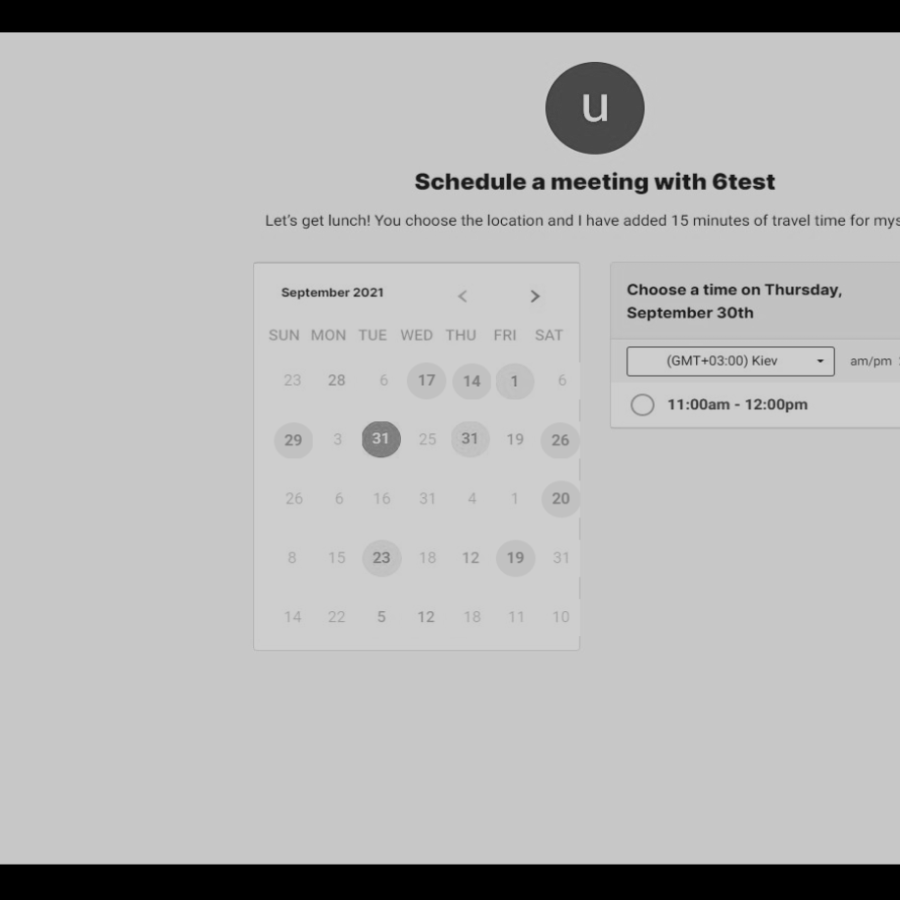 u
Schedule a meeting with 6test
Let's get lunch! You choose the location and I have added 15 minutes of travel time for mys
September 2021
< >
SUN MON TUE WED THU FRI SAT
23 28 6 17 14 1 6
29 3 31 25 31 19 26
26 6 16 31 4 1 20
8 15 23 18 12 19 31
14 22 5 12 18 11 10
Choose a time on Thursday,
September 30th
(GMT+03:00) Kiev am/pm
11:00am - 12:00pm